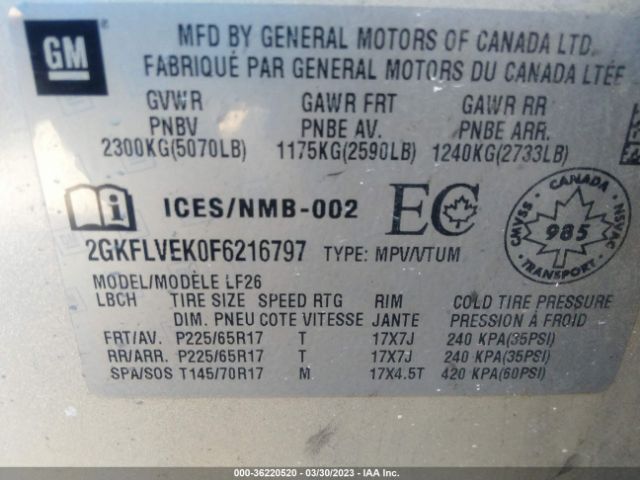 GM
MFD BY GENERAL MOTORS OF CANADA LTD.
FABRIQUÉ PAR GENERAL MOTORS DU CANADA LTÉE
GVWR GAWR FRT GAWR RR
PNBV PNBE AV. PNBE ARR.
2300KG(5070LB) 1175KG(2590LB) 1240KG(2733LB)
ICES/NMB-002 EC
CANADA
CMVSS 985 NSVAC
TRANSPORT
2GKFLVEK0F6216797 TYPE: MPV/VTUM
MODEL/MODÈLE LF26
LBCH TIRE SIZE SPEED RTG RIM COLD TIRE PRESSURE
DIM. PNEU COTE VITESSE JANTE PRESSION À FROID
FRT/AV. P225/65R17 T 17X7J 240 KPA(35PSI)
RR/ARR. P225/65R17 T 17X7J 240 KPA(35PSI)
SPA/SOS T145/70R17 M 17X4.5T 420 KPA(60PSI)
000-36220520 — 03/30/2023 — IAA Inc.